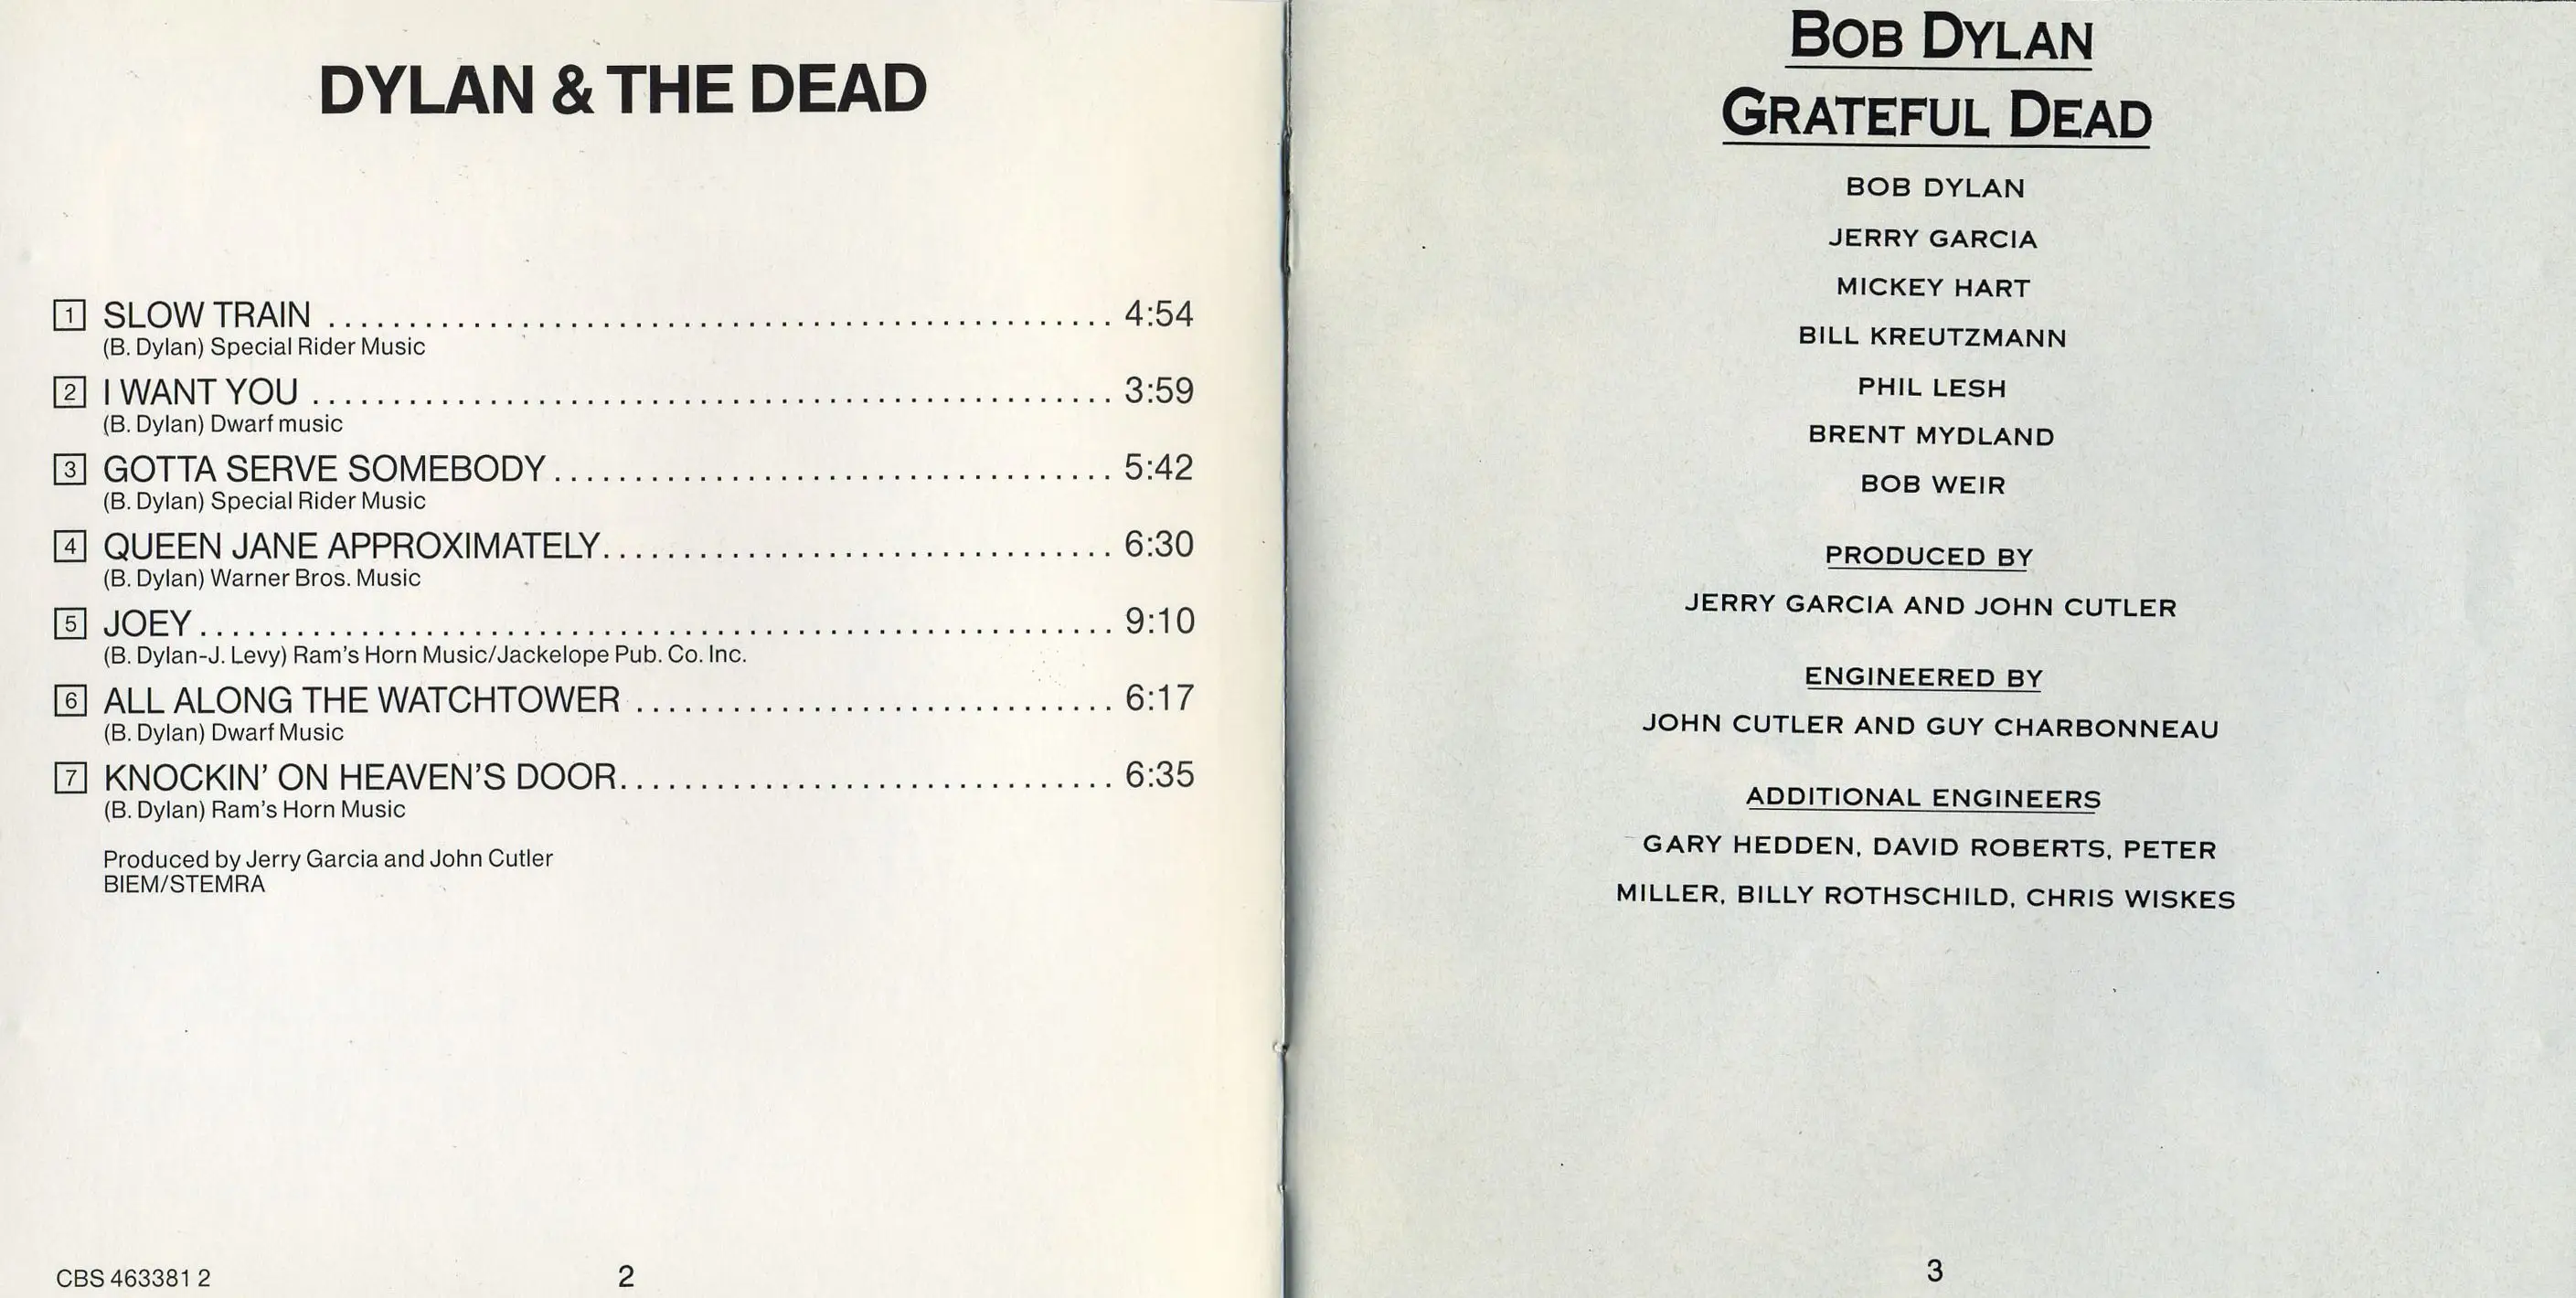 DYLAN & THE DEAD
1 SLOW TRAIN ................................................ 4:54
(B. Dylan) Special Rider Music
2 I WANT YOU ................................................. 3:59
(B. Dylan) Dwarf music
3 GOTTA SERVE SOMEBODY ................................... 5:42
(B. Dylan) Special Rider Music
4 QUEEN JANE APPROXIMATELY................................ 6:30
(B. Dylan) Warner Bros. Music
5 JOEY......................................................... 9:10
(B. Dylan-J. Levy) Ram's Horn Music/Jackelope Pub. Co. Inc.
6 ALL ALONG THE WATCHTOWER .............................. 6:17
(B. Dylan) Dwarf Music
7 KNOCKIN' ON HEAVEN'S DOOR............................... 6:35
(B. Dylan) Ram's Horn Music
Produced by Jerry Garcia and John Cutler
BIEM/STEMRA
CBS 463381 2
2
BOB DYLAN
GRATEFUL DEAD
BOB DYLAN
JERRY GARCIA
MICKEY HART
BILL KREUTZMANN
PHIL LESH
BRENT MYDLAND
BOB WEIR
PRODUCED BY
JERRY GARCIA AND JOHN CUTLER
ENGINEERED BY
JOHN CUTLER AND GUY CHARBONNEAU
ADDITIONAL ENGINEERS
GARY HEDDEN, DAVID ROBERTS, PETER
MILLER, BILLY ROTHSCHILD, CHRIS WISKES
3